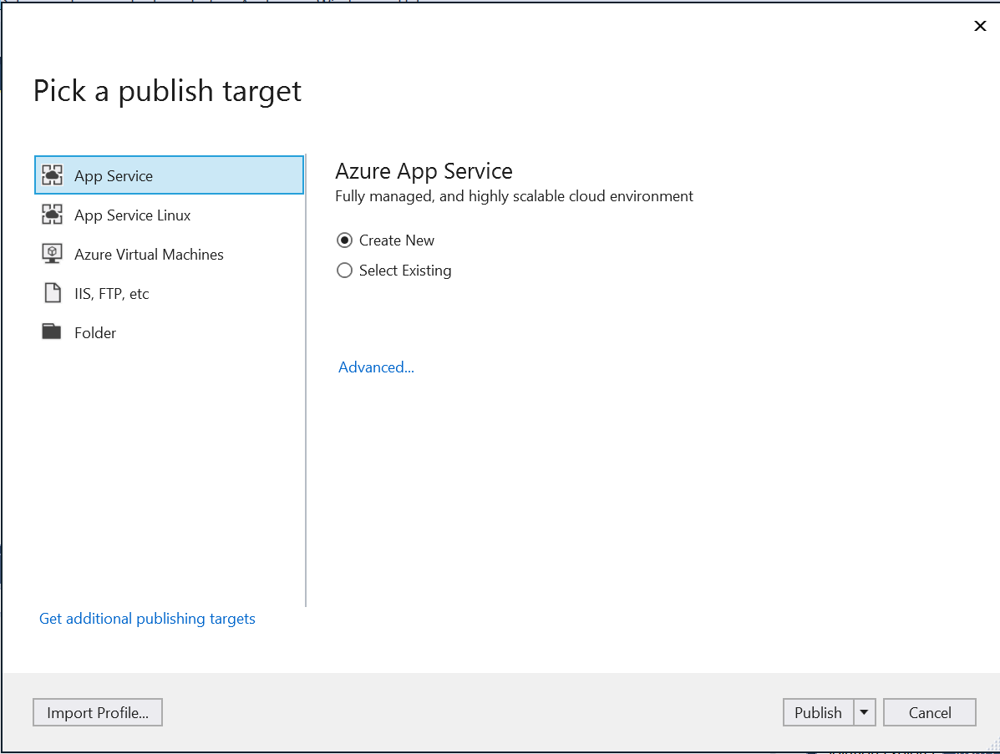 Pick a publish target
App Service
App Service Linux
Azure Virtual Machines
IIS, FTP, etc
Folder
Get additional publishing targets
Azure App Service
Fully managed, and highly scalable cloud environment
Create New
Select Existing
Advanced...
Import Profile...
Publish
Cancel